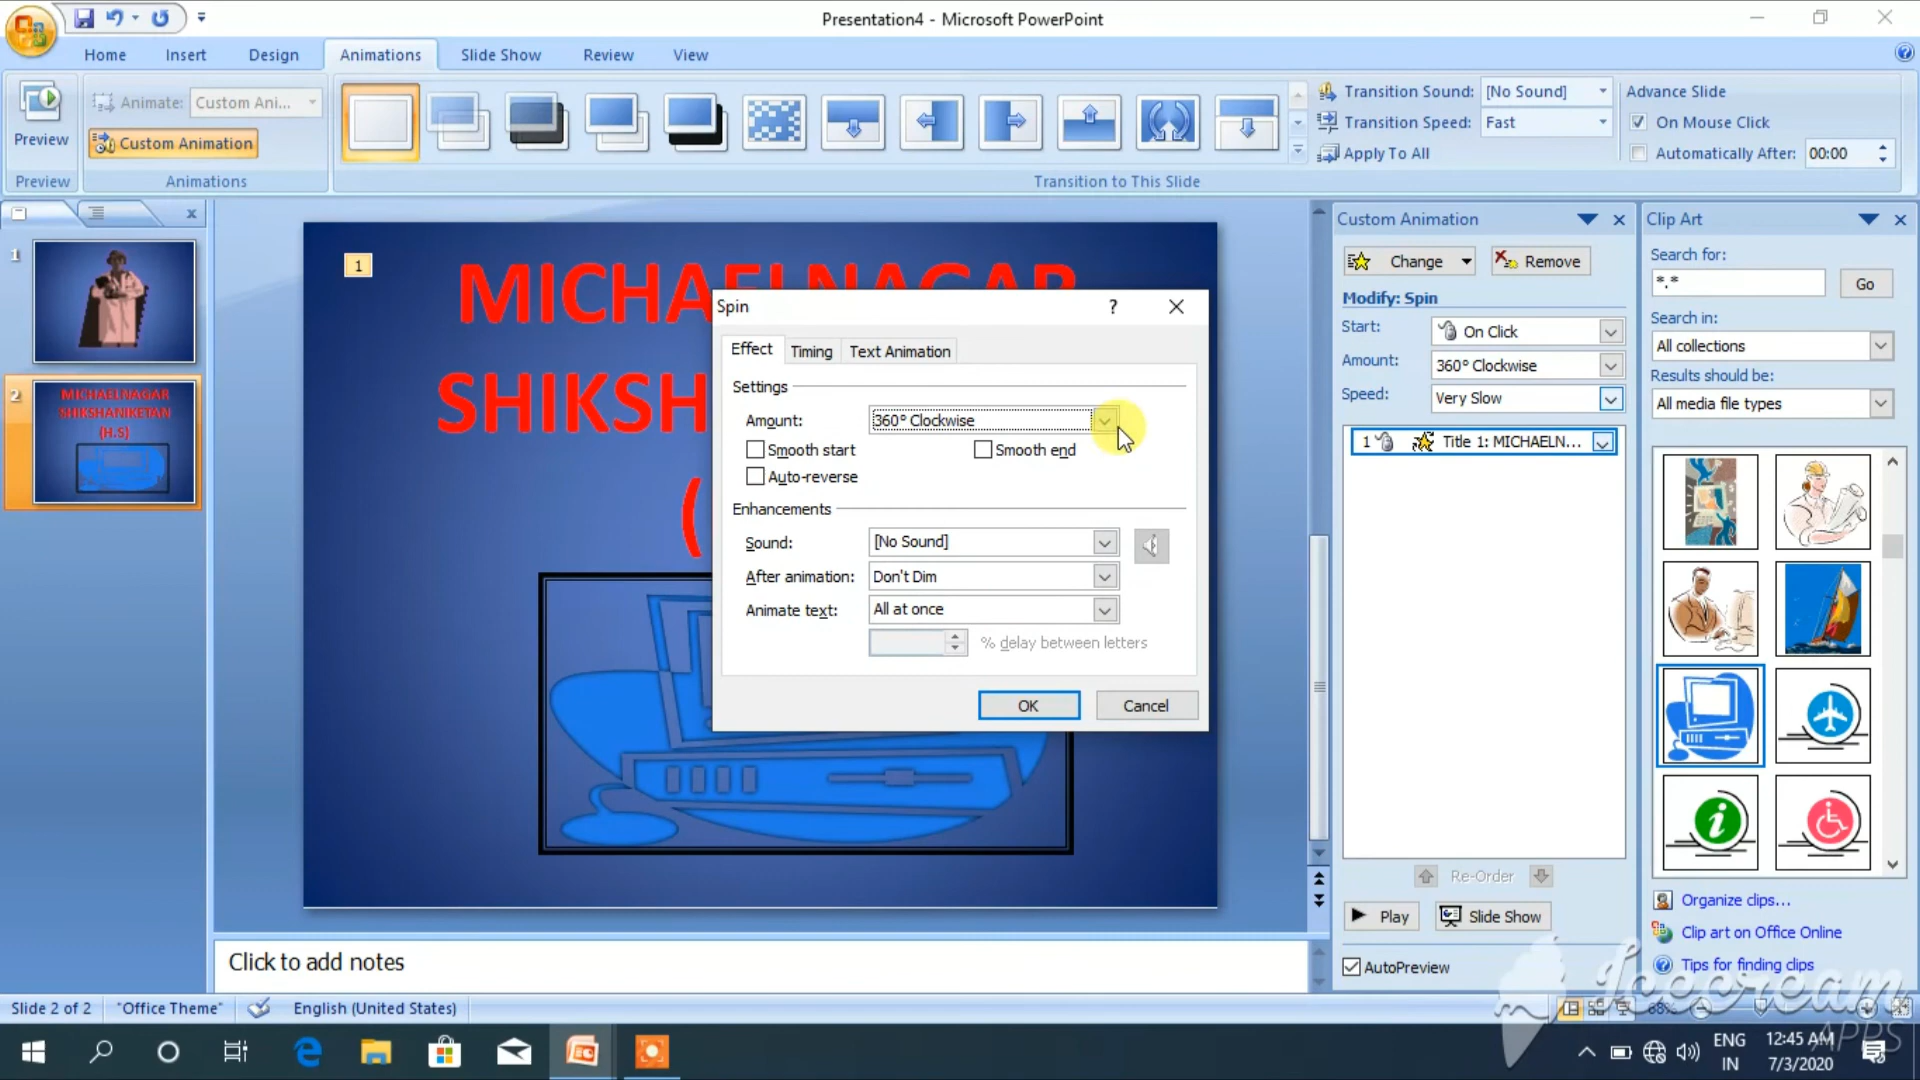 Presentation4 - Microsoft PowerPoint
Home Insert Design Animations Slide Show Review View
Preview
Animate: Custom Ani...
Custom Animation
Transition Sound: [No Sound]
Transition Speed: Fast
Apply To All
Advance Slide
On Mouse Click
Automatically After: 00:00
Preview Animations Transition to This Slide
1
2
MICHAELNAGAR
SHIKSHANIKETAN
(H.S)
1
MICHAELNAGAR
SHIKSH
(
Spin
?
Effect Timing Text Animation
Settings
Amount: 360° Clockwise
Smooth start Smooth end
Auto-reverse
Enhancements
Sound: [No Sound]
After animation: Don't Dim
Animate text: All at once
% delay between letters
OK Cancel
Click to add notes
Custom Animation
Change Remove
Modify: Spin
Start: On Click
Amount: 360° Clockwise
Speed: Very Slow
1 Title 1: MICHAELN...
Re-Order
Play Slide Show
AutoPreview
Clip Art
Search for:
*.* Go
Search in:
All collections
Results should be:
All media file types
Organize clips...
Clip art on Office Online
Tips for finding clips
Slide 2 of 2 "Office Theme" English (United States) 68%
Icecream
APPS
ENG
IN
12:45 AM
7/3/2020